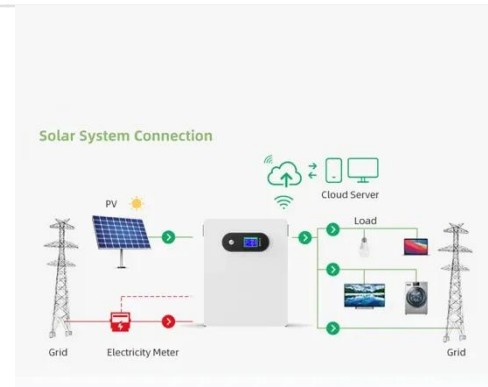 Solar System Connection
Cloud Server
PV
Load
Grid
Electricity Meter
Grid